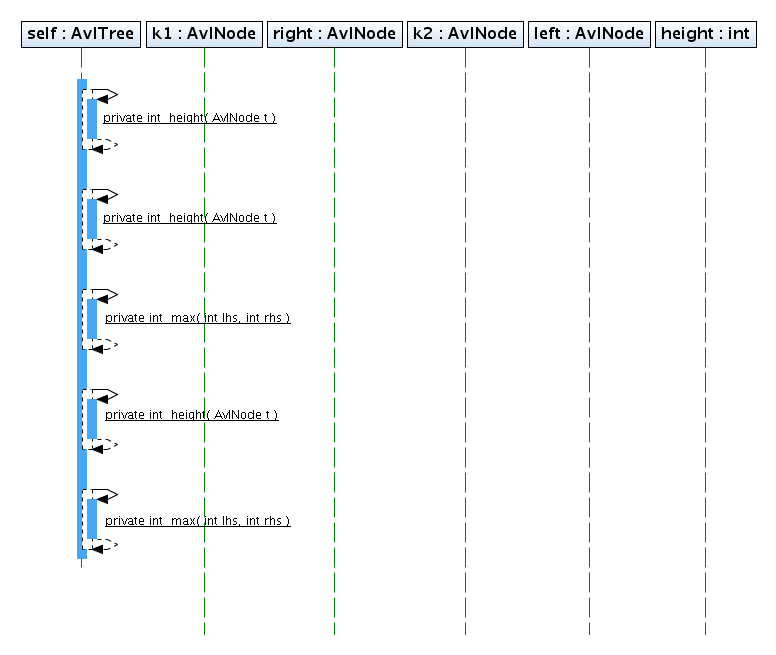 self : AvlTree
k1 : AvlNode
right : AvlNode
k2 : AvlNode
left : AvlNode
height : int
private int height( AvlNode t )
private int height( AvlNode t )
private int max( int lhs, int rhs )
private int height( AvlNode t )
private int max( int lhs, int rhs )